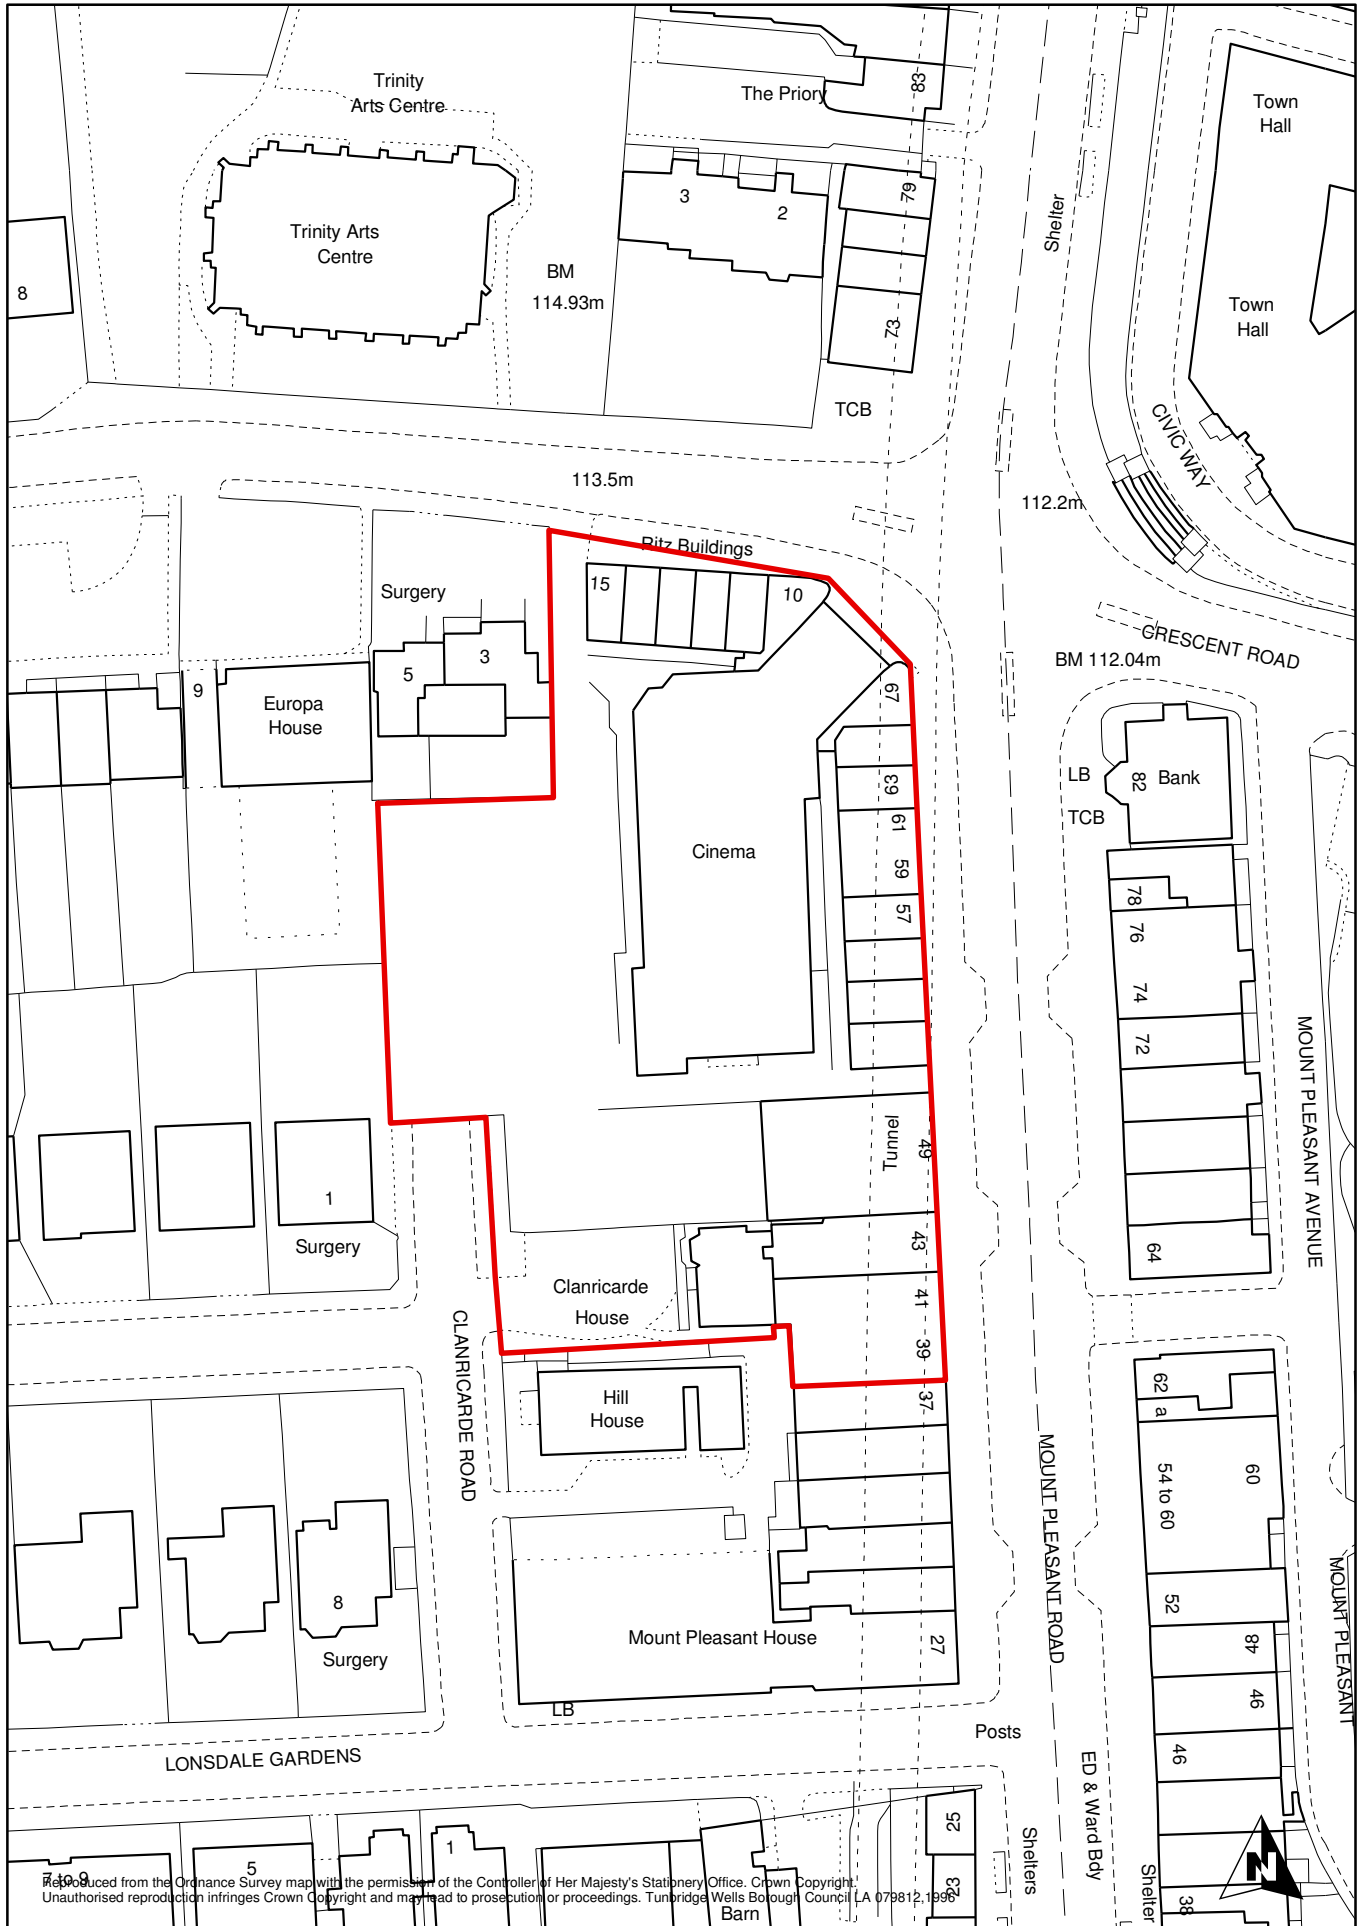 Trinity
Arts Centre
The Priory
83
Town
Hall
Trinity Arts
Centre
3
2
79
Shelter
BM
114.93m
8
73
Town
Hall
TCB
CIVIC WAY
113.5m
112.2m
Ritz Buildings
Surgery
15
10
CRESCENT ROAD
BM 112.04m
5
3
9
Europa
House
67
LB
82
Bank
63
TCB
61
Cinema
59
57
78
76
74
72
MOUNT PLEASANT AVENUE
Tunnel
49
1
Surgery
43
64
Clanricarde
House
41
39
CLANRICARDE ROAD
Hill
House
37
62
a
MOUNT PLEASANT ROAD
54 to 60
60
MOUNT PLEASANT
52
8
Surgery
Mount Pleasant House
27
48
46
LB
Posts
46
LONSDALE GARDENS
ED & Ward Bdy
25
Shelters
1
5
7 to 9
23
Shelter
38
N
Barn
Reproduced from the Ordnance Survey map with the permission of the Controller of Her Majesty's Stationery Office. Crown Copyright.
Unauthorised reproduction infringes Crown Copyright and may lead to prosecution or proceedings. Tunbridge Wells Borough Council LA 079812,1996